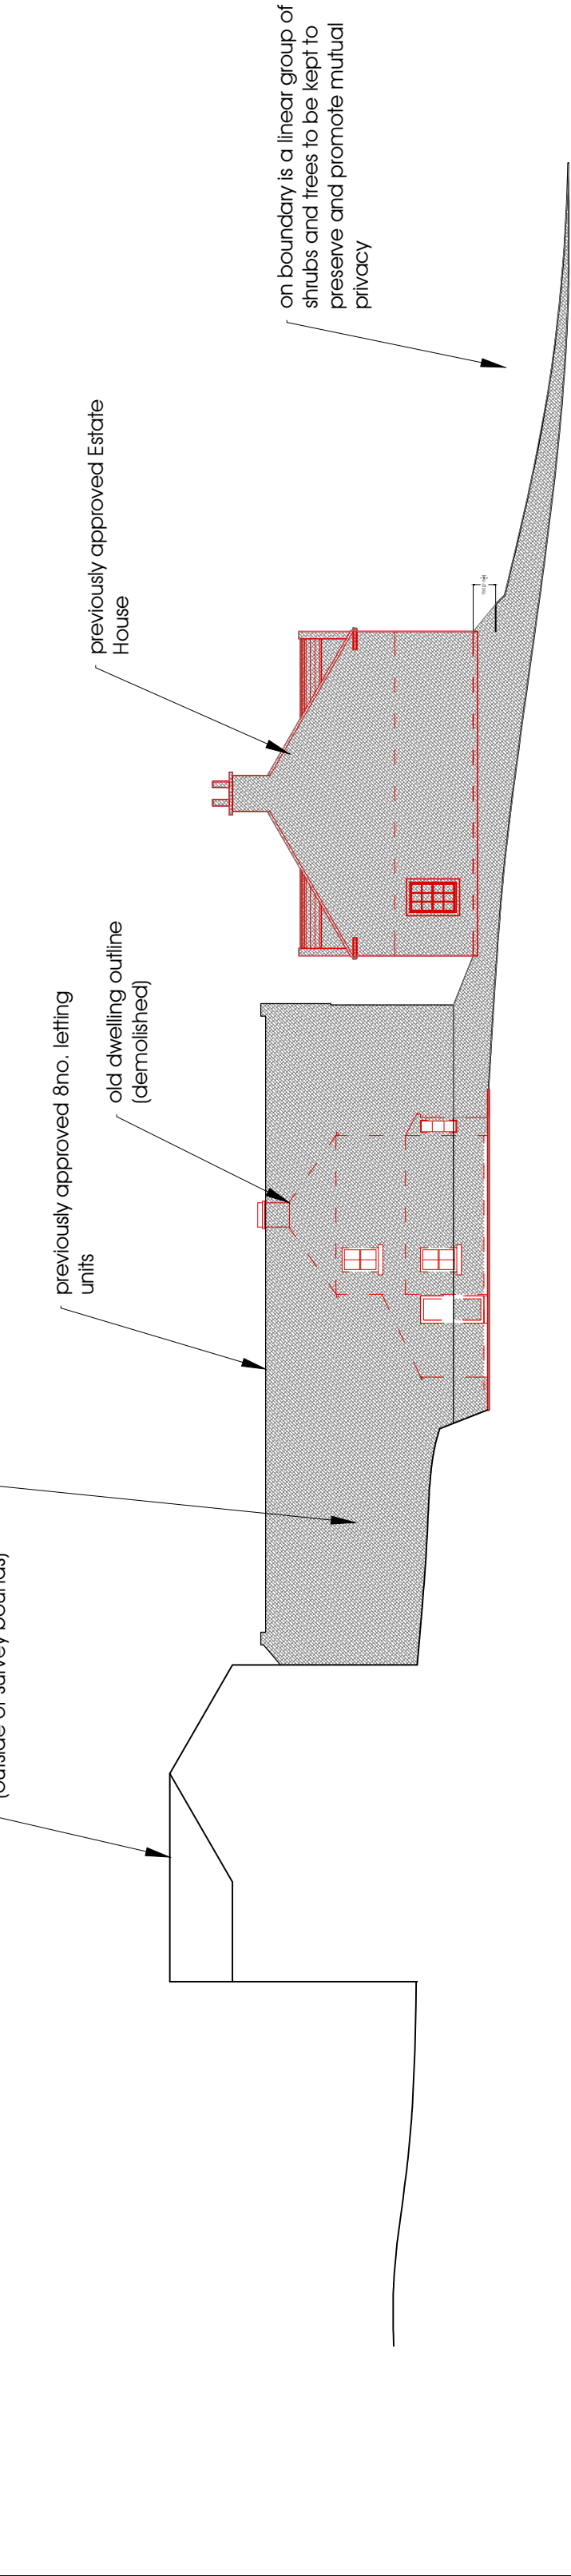 (outside of survey bounds)
previously approved 8no. letting
units
old dwelling outline
(demolished)
previously approved Estate
House
on boundary is a linear group of
shrubs and trees to be kept to
preserve and promote mutual
privacy